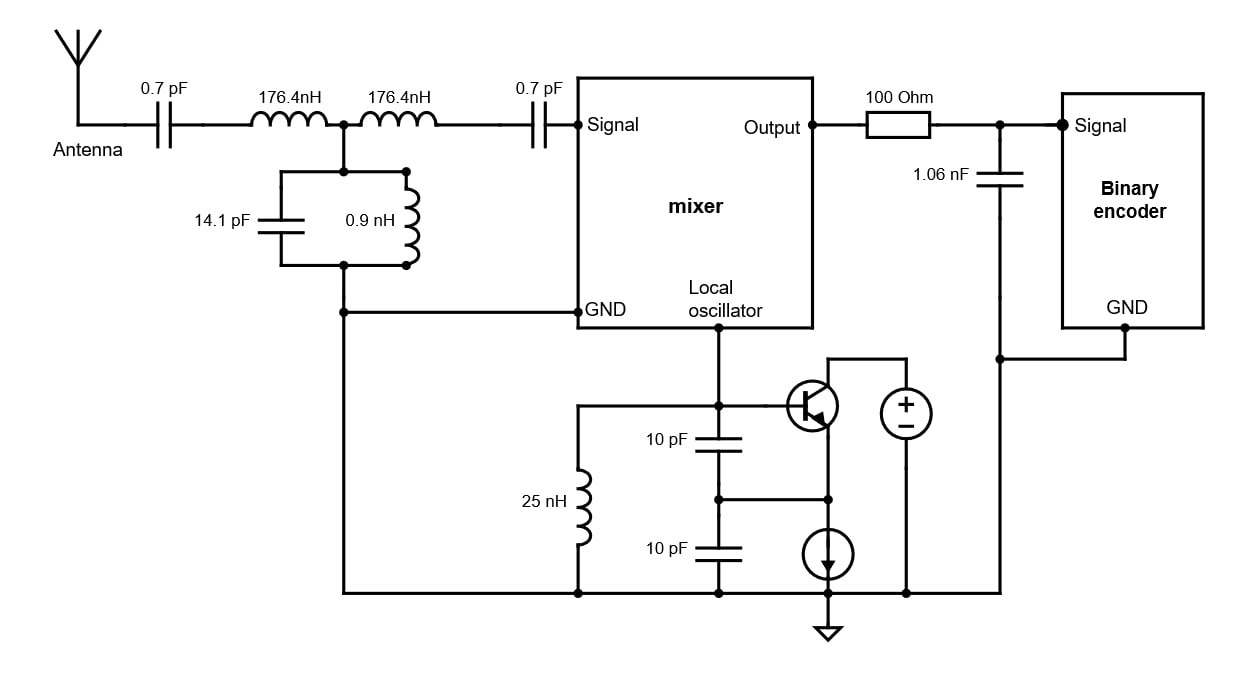 0.7 pF
176.4nH
176.4nH
0.7 pF
100 Ohm
Antenna
Signal
Output
Signal
1.06 nF
Binary
encoder
mixer
14.1 pF
0.9 nH
Local
oscillator
GND
GND
10 pF
+
−
25 nH
10 pF